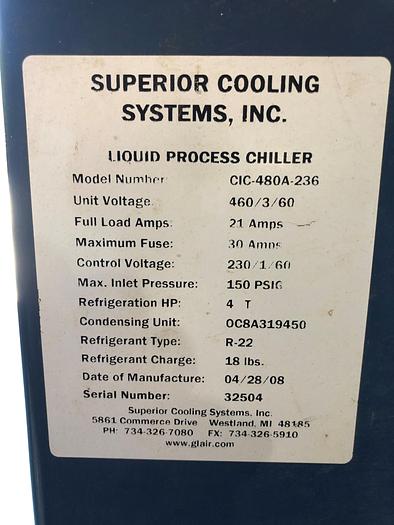 SUPERIOR COOLING
SYSTEMS, INC.
LIQUID PROCESS CHILLER
Model Number: CIC-480A-236
Unit Voltage: 460/3/60
Full Load Amps: 21 Amps
Maximum Fuse: 30 Amps
Control Voltage: 230/1/60
Max. Inlet Pressure: 150 PSIG
Refrigeration HP: 4 T
Condensing Unit: OC8A319450
Refrigerant Type: R-22
Refrigerant Charge: 18 lbs.
Date of Manufacture: 04/28/08
Serial Number: 32504
Superior Cooling Systems, Inc.
5861 Commerce Drive Westland, MI 48185
PH: 734-326-7080 FX: 734-326-5910
www.glair.com